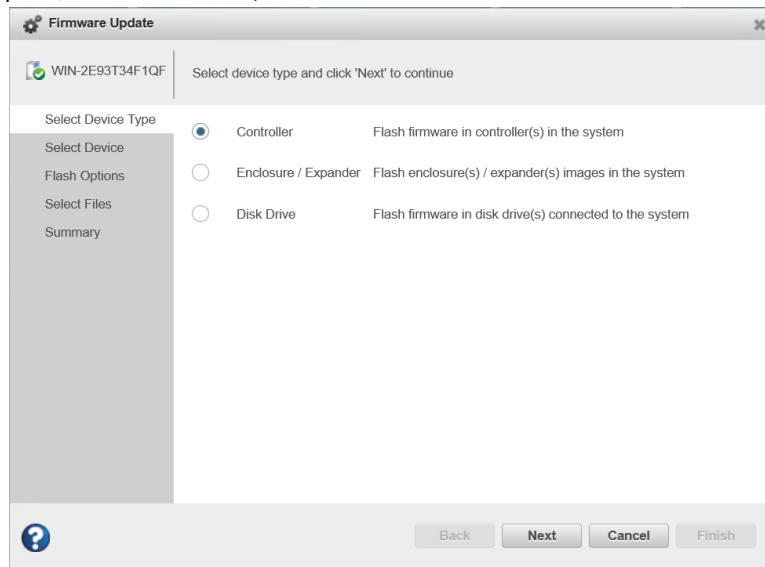 Firmware Update
WIN-2E93T34F1QF
Select device type and click 'Next' to continue
Select Device Type
Select Device
Flash Options
Select Files
Summary
Controller Flash firmware in controller(s) in the system
Enclosure / Expander Flash enclosure(s) / expander(s) images in the system
Disk Drive Flash firmware in disk drive(s) connected to the system
Back Next Cancel Finish